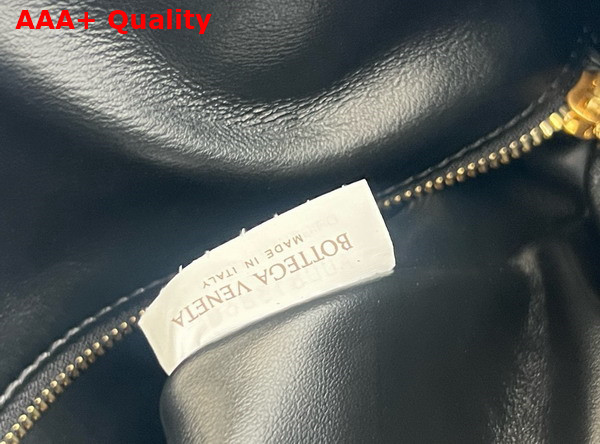 AAA+ Quality
BOTTEGA VENETA
MADE IN ITALY